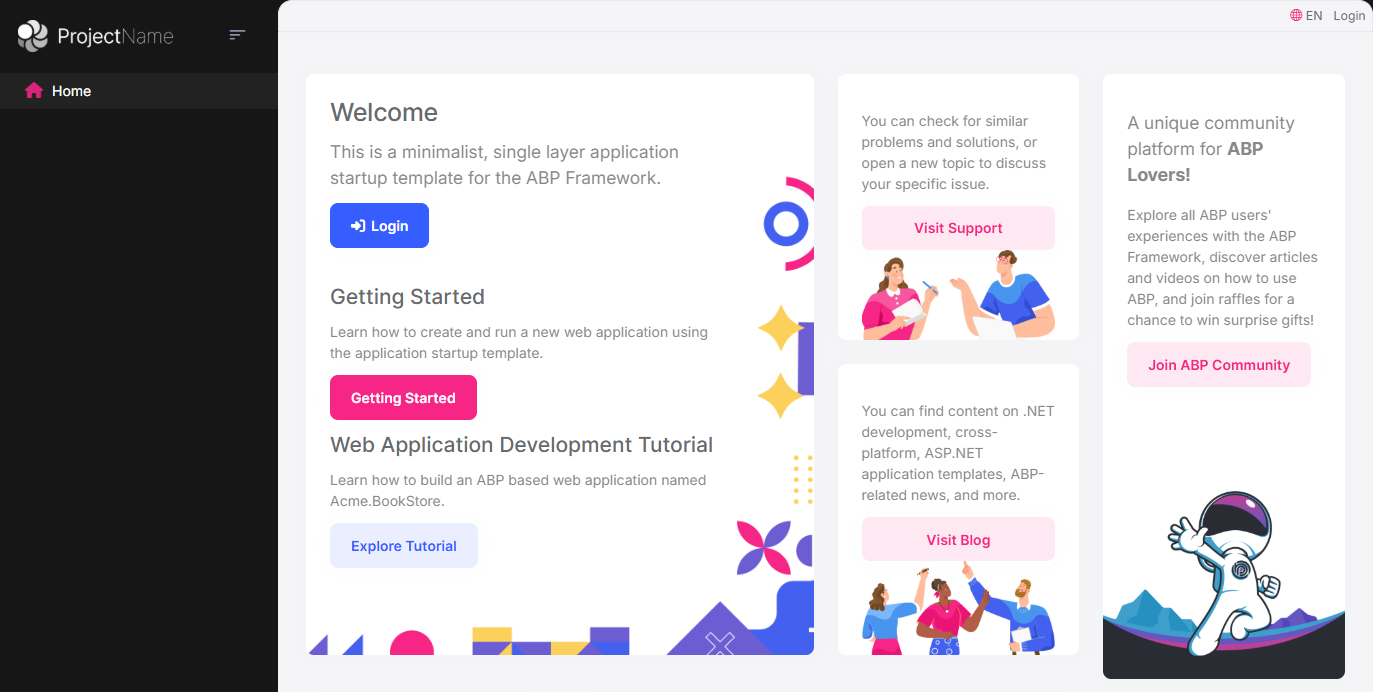 ProjectName
EN Login
Home
Welcome
This is a minimalist, single layer application
startup template for the ABP Framework.
Login
Getting Started
Learn how to create and run a new web application using
the application startup template.
Getting Started
Web Application Development Tutorial
Learn how to build an ABP based web application named
Acme.BookStore.
Explore Tutorial
You can check for similar
problems and solutions, or
open a new topic to discuss
your specific issue.
Visit Support
You can find content on .NET
development, cross-
platform, ASP.NET
application templates, ABP-
related news, and more.
Visit Blog
A unique community
platform for ABP
Lovers!
Explore all ABP users'
experiences with the ABP
Framework, discover articles
and videos on how to use
ABP, and join raffles for a
chance to win surprise gifts!
Join ABP Community